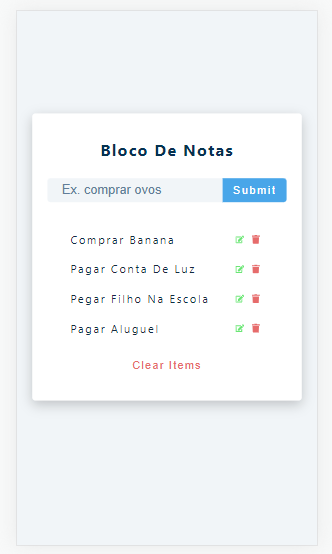 Bloco De Notas
Ex. comprar ovos
Submit
Comprar Banana
Pagar Conta De Luz
Pegar Filho Na Escola
Pagar Aluguel
Clear Items